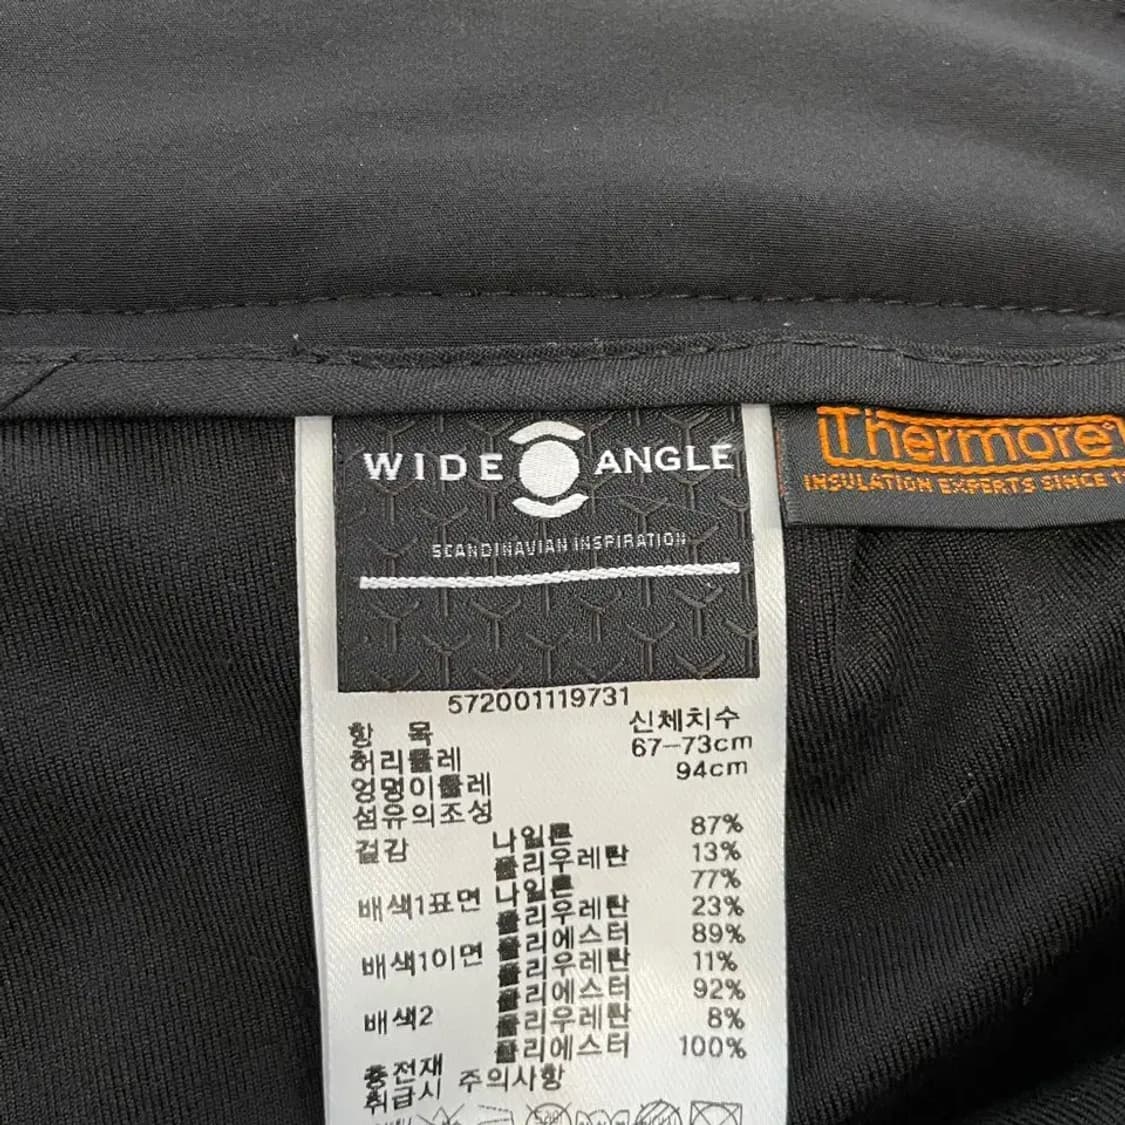 WIDE ANGLE
SCANDINAVIAN INSPIRATION
Thermore
INSULATION EXPERTS SINCE
572001119731
항 목 신체치수
허리둘레 67-73cm
엉덩이둘레 94cm
섬유의조성
겉감 나일론 87%
폴리우레탄 13%
배색1표면 나일론 77%
폴리우레탄 23%
배색1이면 폴리에스터 89%
폴리우레탄 11%
배색2 폴리에스터 92%
폴리우레탄 8%
충전재 폴리에스터 100%
취급시 주의사항